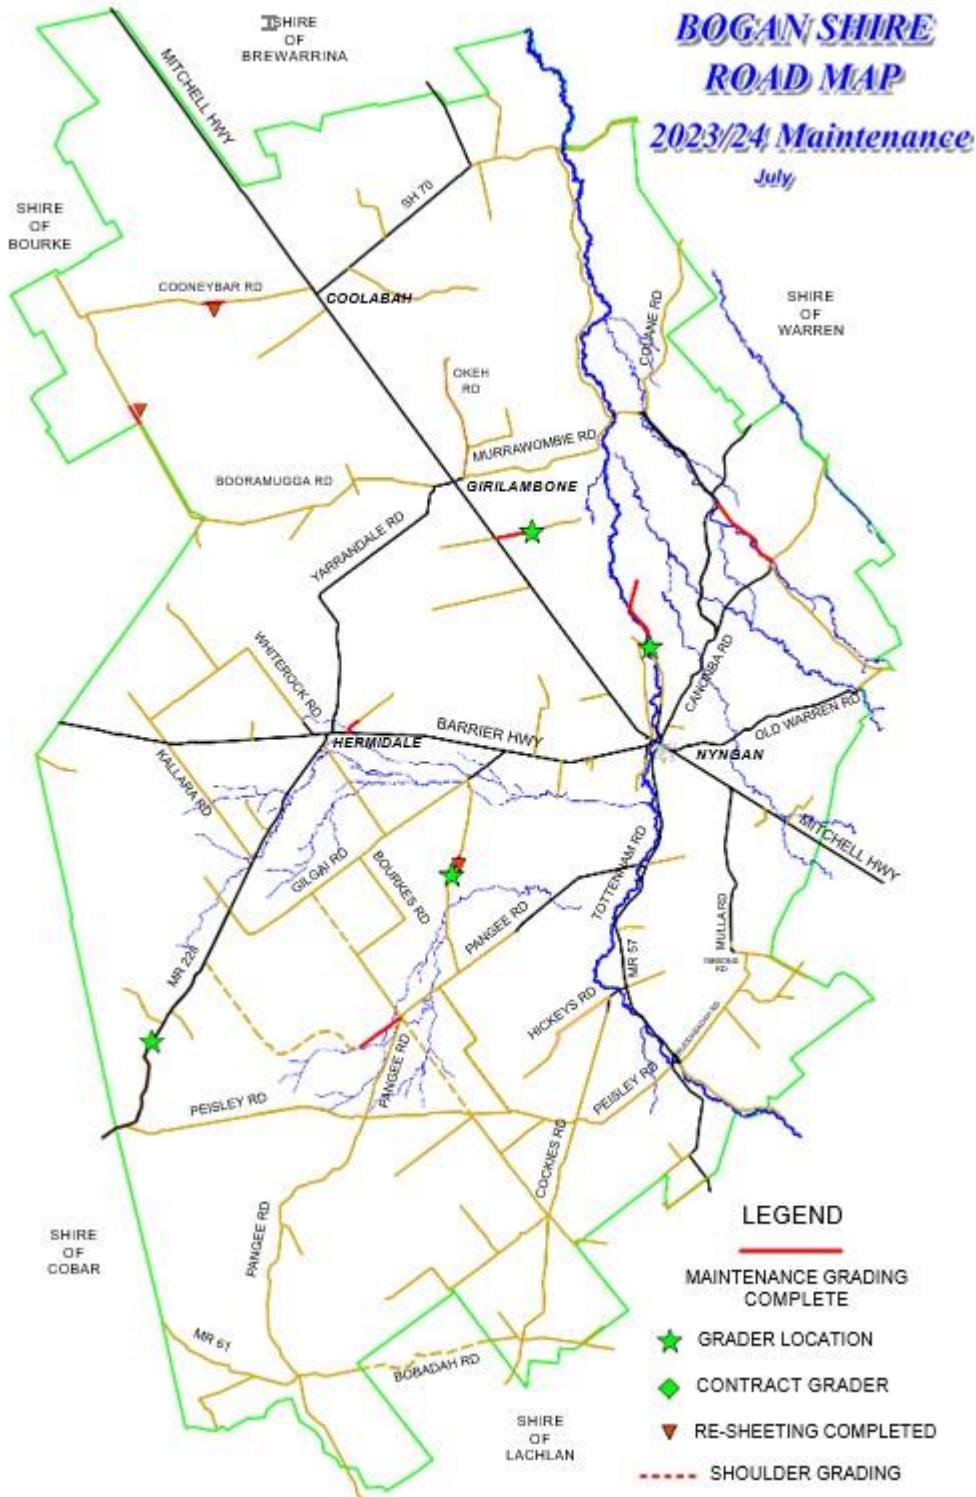 BOGAN SHIRE
ROAD MAP
2023/24 Maintenance
July
SHIRE
OF
BREWARRINA
MITCHELL HWY
SHIRE
OF
BOURKE
SH 70
COONEYBAR RD
COOLABAH
SHIRE
OF
WARREN
COLANE RD
OKEH
RD
MURRAWOMBIE RD
BOORAMUGGA RD
GIRILAMBONE
YARRANDALE RD
WHITEROCK RD
CANONBA RD
OLD WARREN RD
BARRIER HWY
HERMIDALE
NYNGAN
KALLARA RD
MITCHELL HWY
GILGAI RD
BOURKES RD
TOTTENHAM RD
PANGEE RD
MULLA RD
MR 228
MR 57
HICKEYS RD
PANGEE RD
PEISLEY RD
PEISLEY RD
COCKIES RD
PANGEE RD
SHIRE
OF
COBAR
MR 61
BOBADAH RD
SHIRE
OF
LACHLAN
LEGEND
MAINTENANCE GRADING
COMPLETE
GRADER LOCATION
CONTRACT GRADER
RE-SHEETING COMPLETED
SHOULDER GRADING